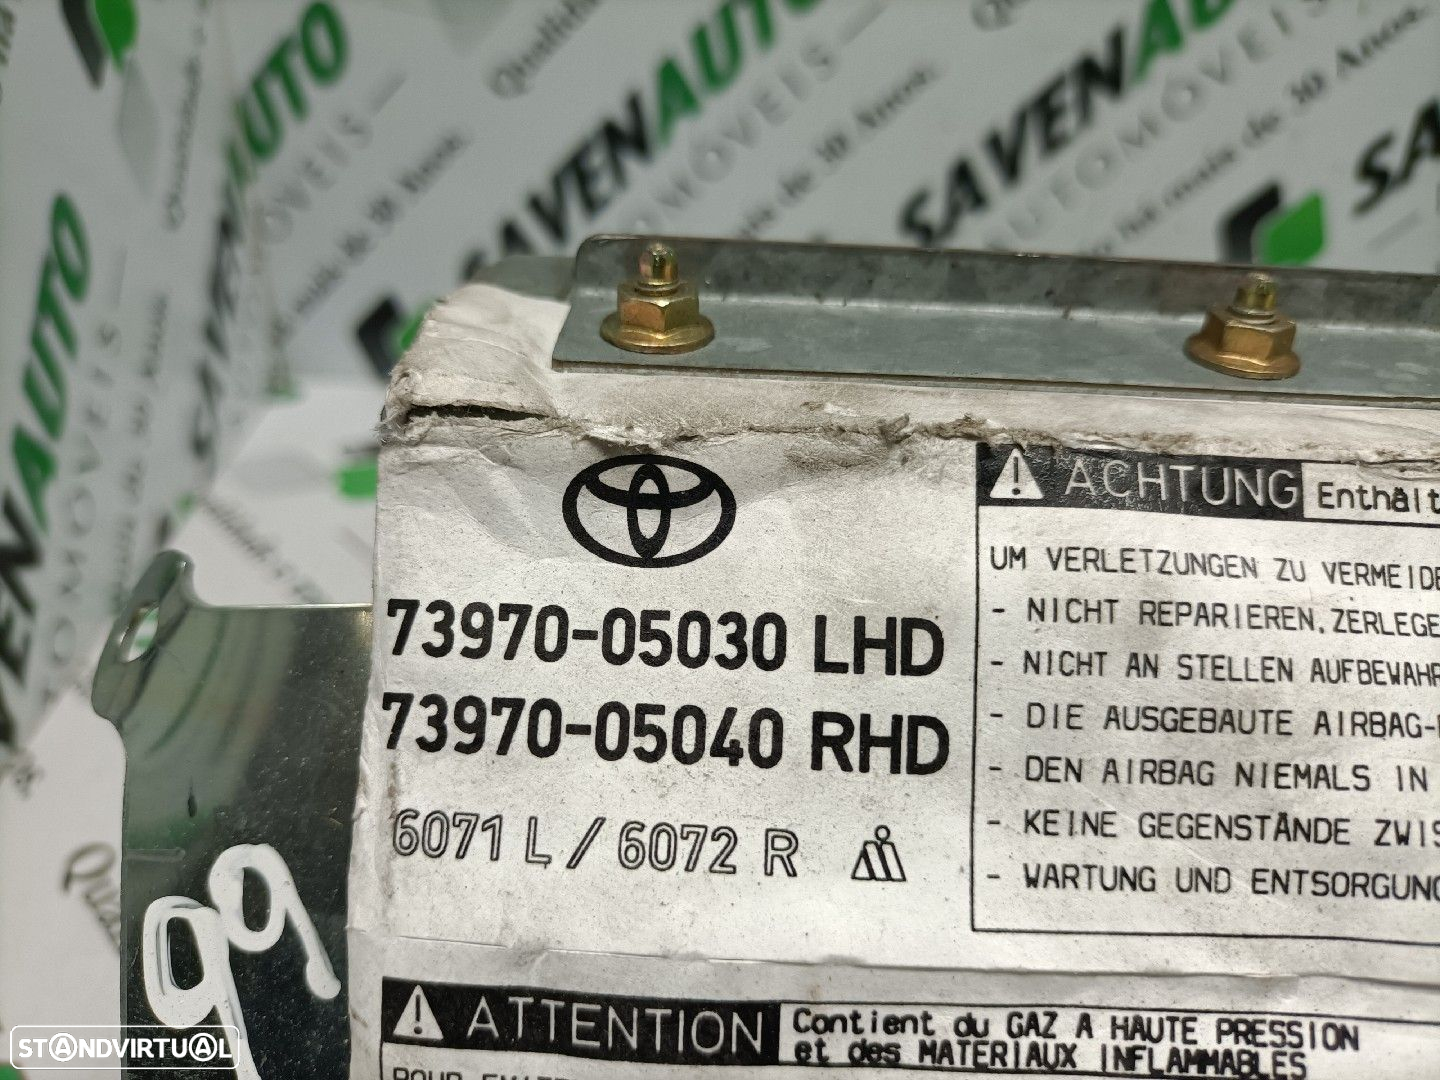 SAVENAUTO
AUTOMÓVEIS
73970-05030 LHD
73970-05040 RHD
6071 L / 6072 R
ACHTUNG Enthält
UM VERLETZUNGEN ZU VERMEIDE
- NICHT REPARIEREN, ZERLEGE
- NICHT AN STELLEN AUFBEWAHR
- DIE AUSGEBAUTE AIRBAG-
- DEN AIRBAG NIEMALS IN
- KEINE GEGENSTÄNDE ZWIS
- WARTUNG UND ENTSORGUNG
ATTENTION Contient du GAZ A HAUTE PRESSION
et des MATERIAUX INFLAMMABLES
99
STANDVIRTUAL